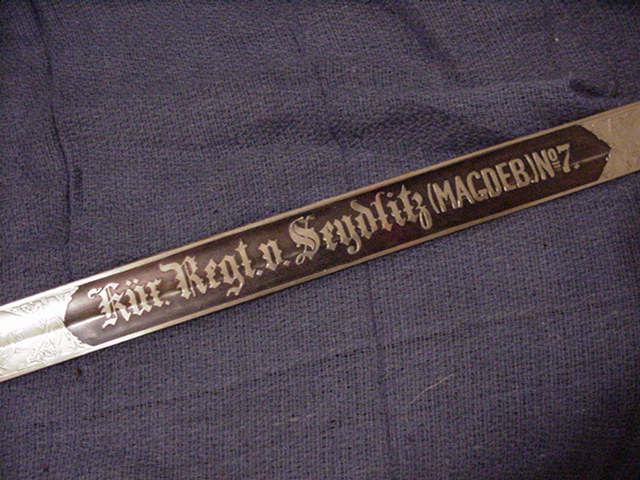 Kür. Regt. v. Seydlitz (MAGDEB.) No 7.